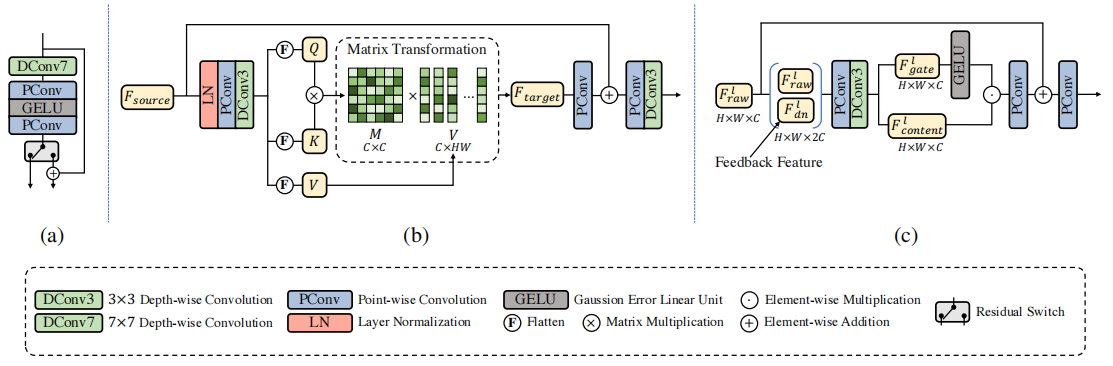 DConv7
PConv
GELU
PConv
(a)
F_source
LN
PConv
DConv3
F
Q
F
K
F
V
Matrix Transformation
M
C×C
×
V
C×HW
...
F_target
PConv
PConv
DConv3
(b)
F^l_raw
H×W×C
F^l_raw
F^l_dn
H×W×2C
Feedback Feature
PConv
DConv3
F^l_gate
H×W×C
GELU
F^l_content
H×W×C
PConv
PConv
(c)
DConv3 3×3 Depth-wise Convolution
DConv7 7×7 Depth-wise Convolution
PConv Point-wise Convolution
LN Layer Normalization
GELU Gaussion Error Linear Unit
F Flatten
Matrix Multiplication
Element-wise Multiplication
Element-wise Addition
Residual Switch